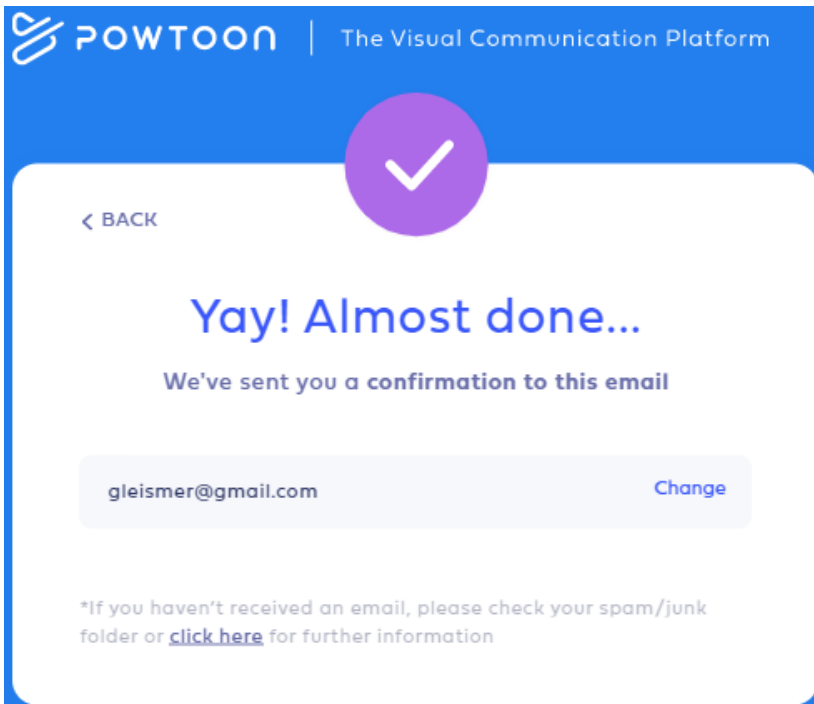 POWTOON | The Visual Communication Platform
< BACK
Yay! Almost done...
We've sent you a confirmation to this email
gleismer@gmail.com Change
*If you haven't received an email, please check your spam/junk
folder or click here for further information